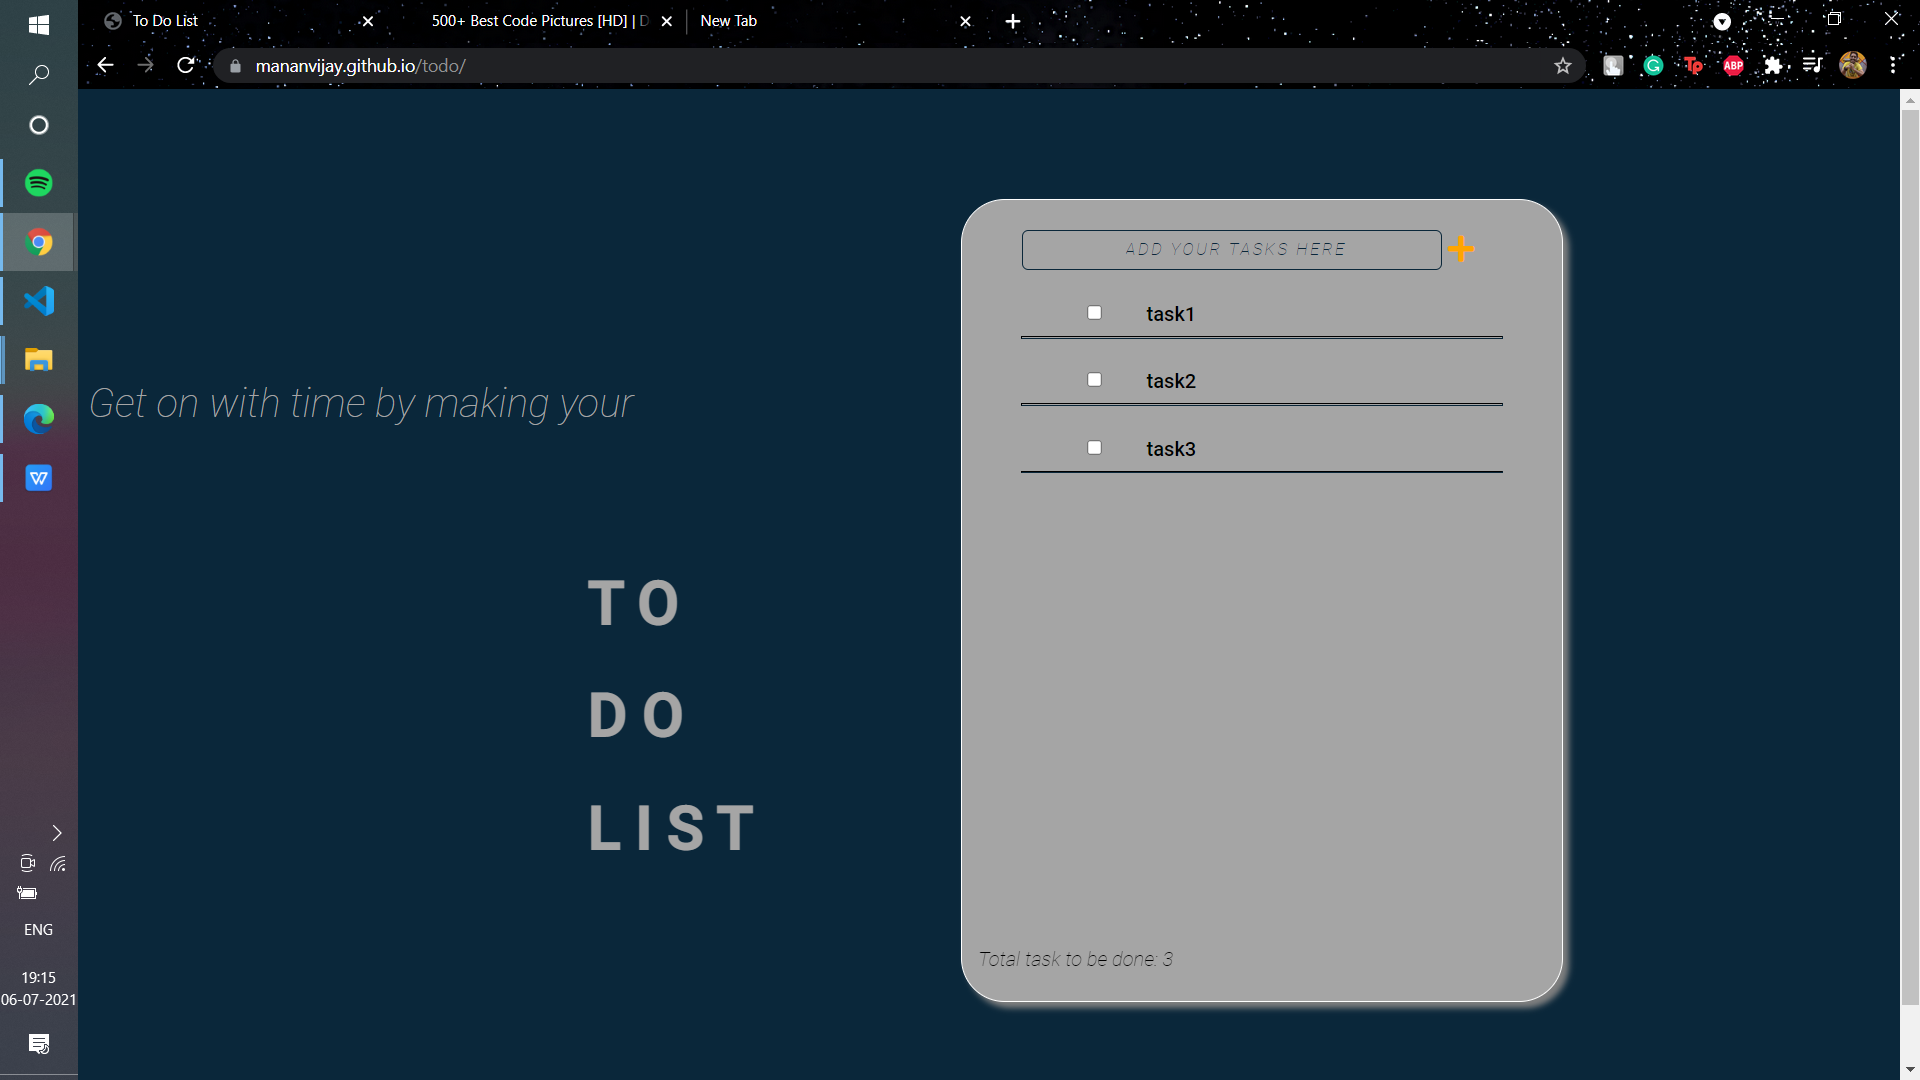 To Do List
500+ Best Code Pictures [HD] | D
New Tab
mananvijay.github.io/todo/
ABP
Get on with time by making your
TO
DO
LIST
ADD YOUR TASKS HERE
task1
task2
task3
Total task to be done: 3
ENG
19:15
06-07-2021